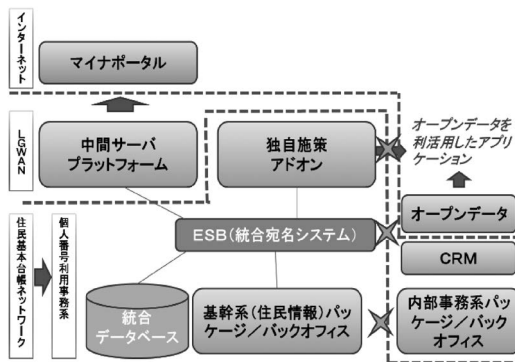 インターネット
マイナポータル
LGWAN
中間サーバ
プラットフォーム
独自施策
アドオン
オープンデータを
利活用したアプリ
ケーション
オープンデータ
ESB(統合宛名システム)
CRM
住民基本台帳ネットワーク
個人番号利用事務系
統合
データベース
基幹系(住民情報)パッ
ケージ/バックオフィス
内部事務系パッ
ケージ/バック
オフィス